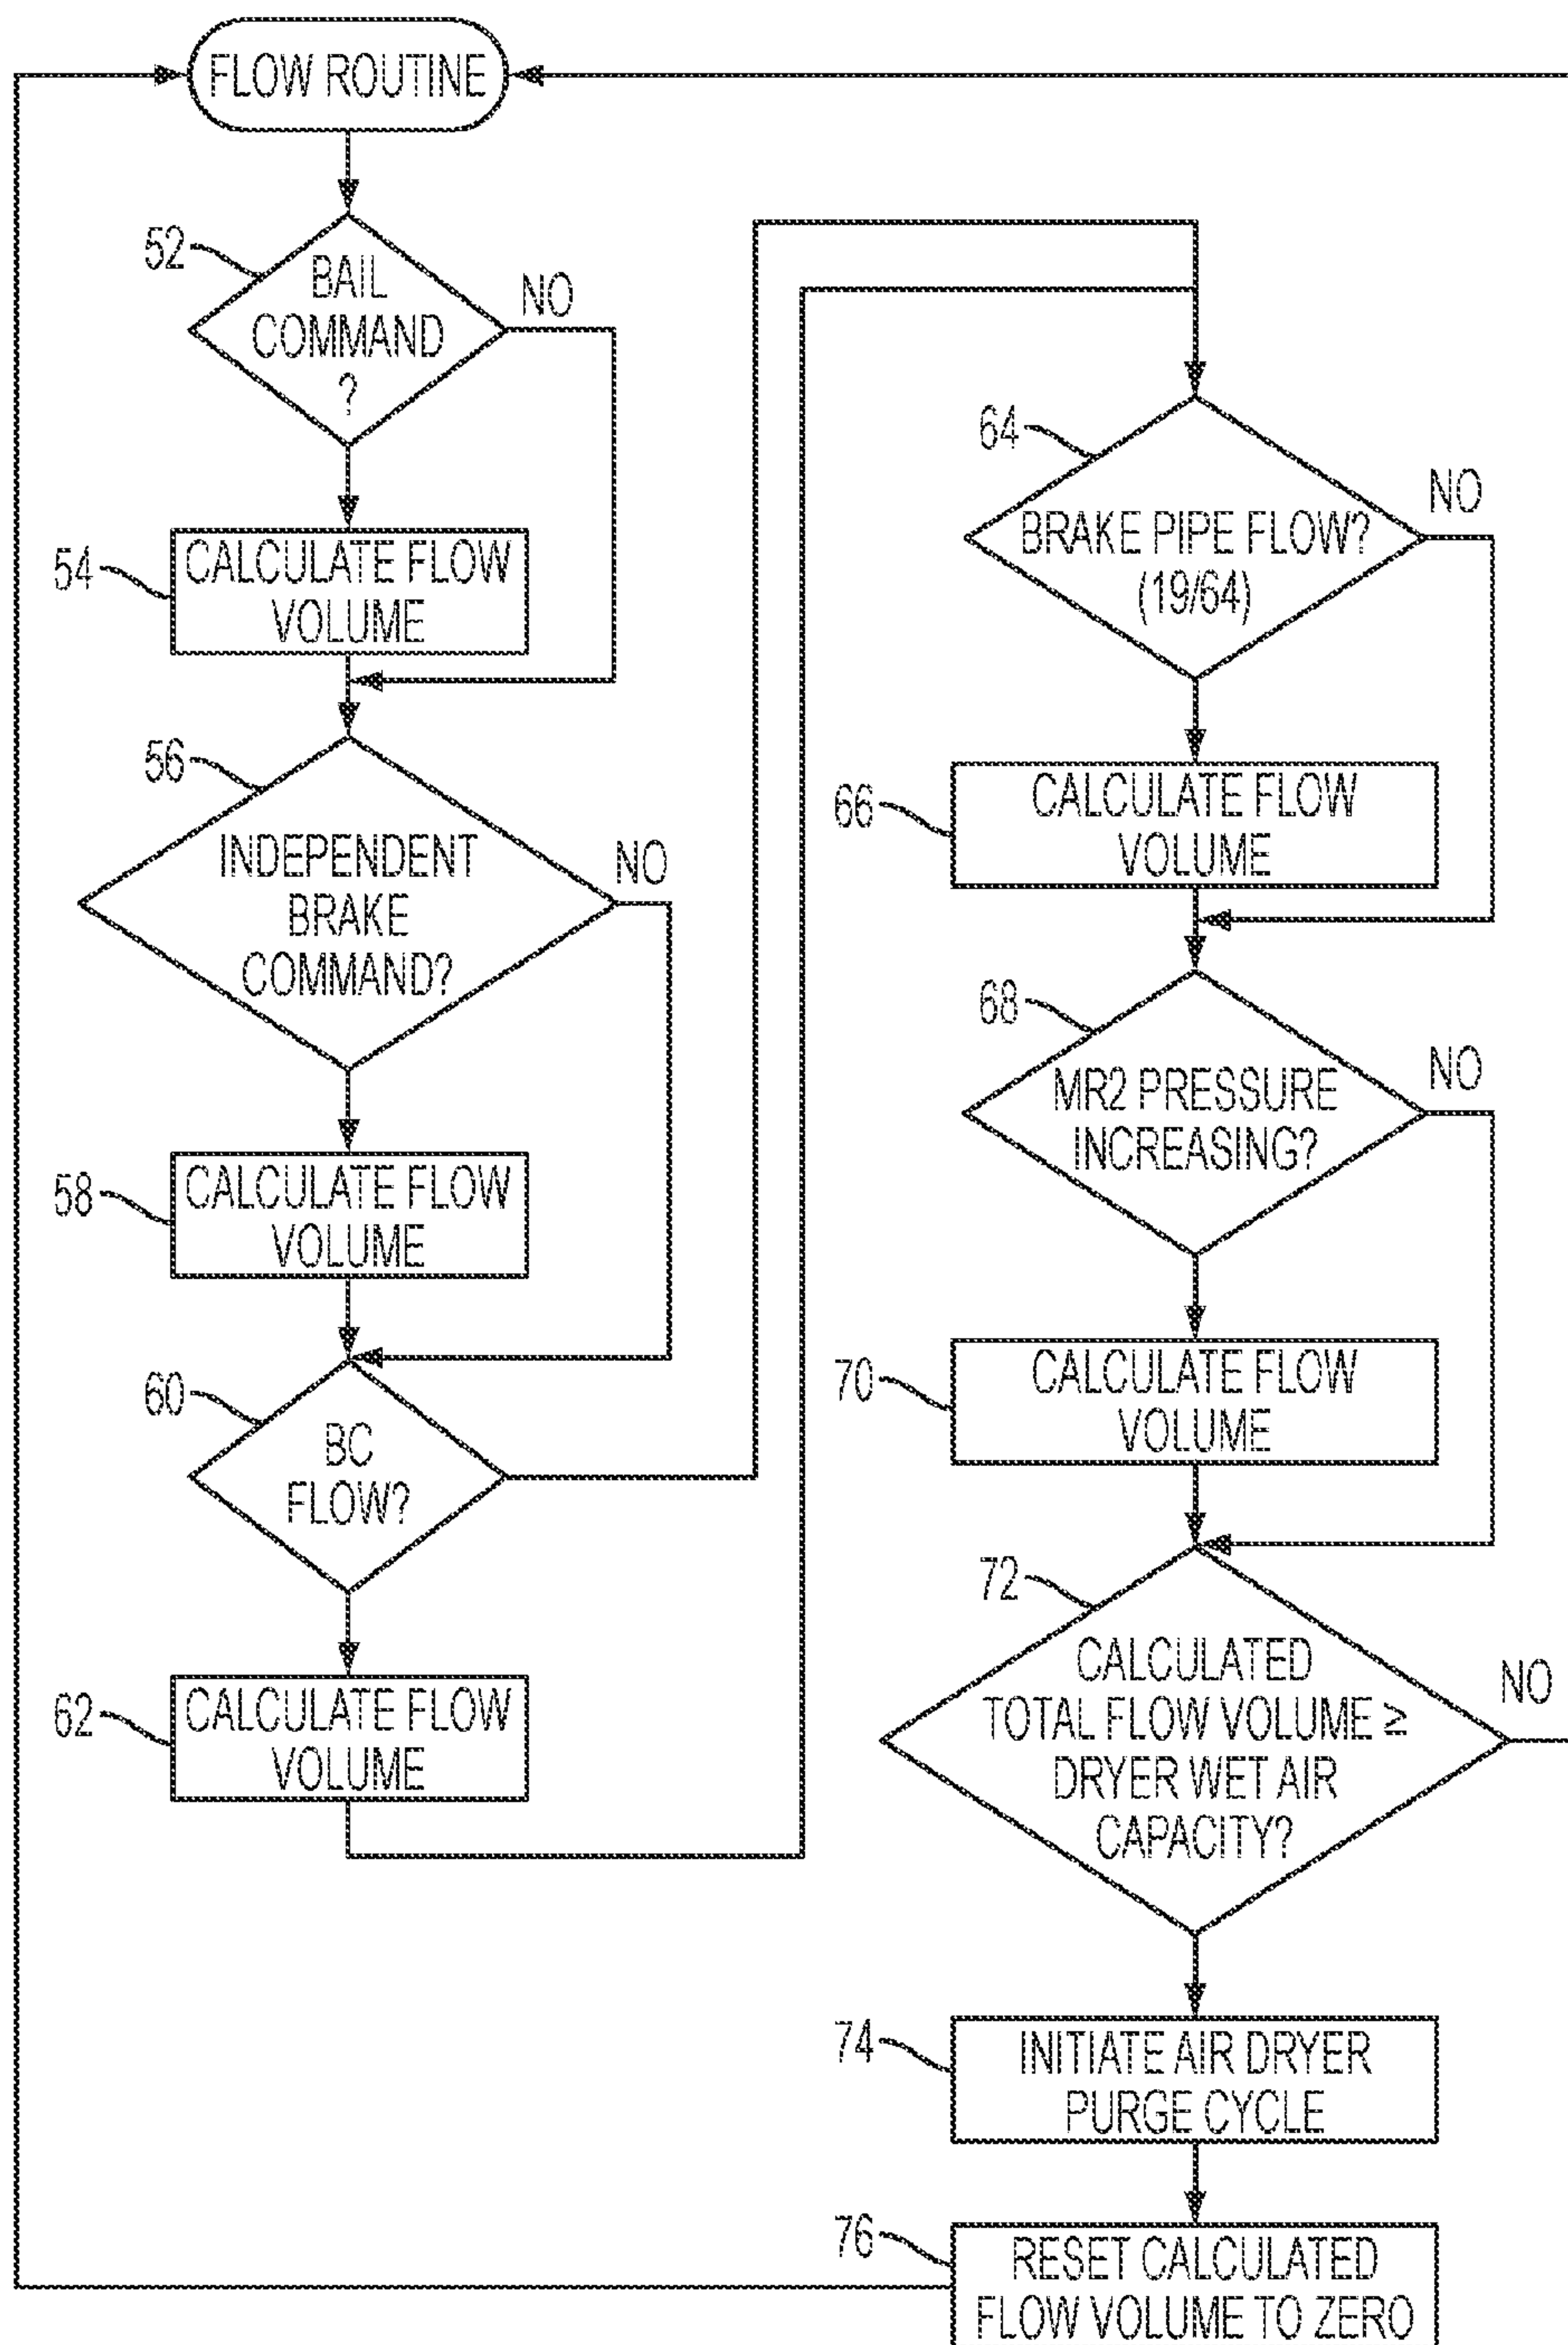 FLOW ROUTINE
52
BAIL
COMMAND
?
NO
54
CALCULATE FLOW
VOLUME
56
INDEPENDENT
BRAKE
COMMAND?
NO
58
CALCULATE FLOW
VOLUME
60
BC
FLOW?
62
CALCULATE FLOW
VOLUME
64
BRAKE PIPE FLOW?
(19/64)
NO
66
CALCULATE FLOW
VOLUME
68
MR2 PRESSURE
INCREASING?
NO
70
CALCULATE FLOW
VOLUME
72
CALCULATED
TOTAL FLOW VOLUME ≥
DRYER WET AIR
CAPACITY?
NO
74
INITIATE AIR DRYER
PURGE CYCLE
76
RESET CALCULATED
FLOW VOLUME TO ZERO